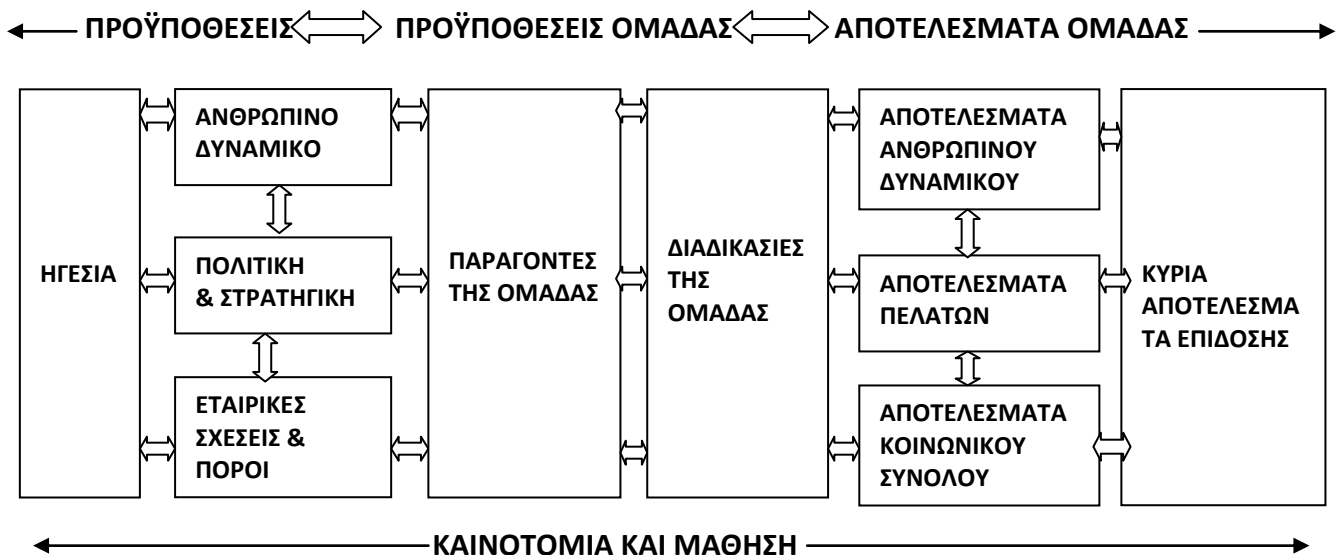 ΠΡΟΫΠΟΘΕΣΕΙΣ ΠΡΟΫΠΟΘΕΣΕΙΣ ΟΜΑΔΑΣ ΑΠΟΤΕΛΕΣΜΑΤΑ ΟΜΑΔΑΣ
ΗΓΕΣΙΑ
ΑΝΘΡΩΠΙΝΟ
ΔΥΝΑΜΙΚΟ
ΠΟΛΙΤΙΚΗ
& ΣΤΡΑΤΗΓΙΚΗ
ΕΤΑΙΡΙΚΕΣ
ΣΧΕΣΕΙΣ &
ΠΟΡΟΙ
ΠΑΡΑΓΟΝΤΕΣ
ΤΗΣ ΟΜΑΔΑΣ
ΔΙΑΔΙΚΑΣΙΕΣ
ΤΗΣ
ΟΜΑΔΑΣ
ΑΠΟΤΕΛΕΣΜΑΤΑ
ΑΝΘΡΩΠΙΝΟΥ
ΔΥΝΑΜΙΚΟΥ
ΑΠΟΤΕΛΕΣΜΑΤΑ
ΠΕΛΑΤΩΝ
ΑΠΟΤΕΛΕΣΜΑΤΑ
ΚΟΙΝΩΝΙΚΟΥ
ΣΥΝΟΛΟΥ
ΚΥΡΙΑ
ΑΠΟΤΕΛΕΣΜΑ
ΤΑ ΕΠΙΔΟΣΗΣ
ΚΑΙΝΟΤΟΜΙΑ ΚΑΙ ΜΑΘΗΣΗ